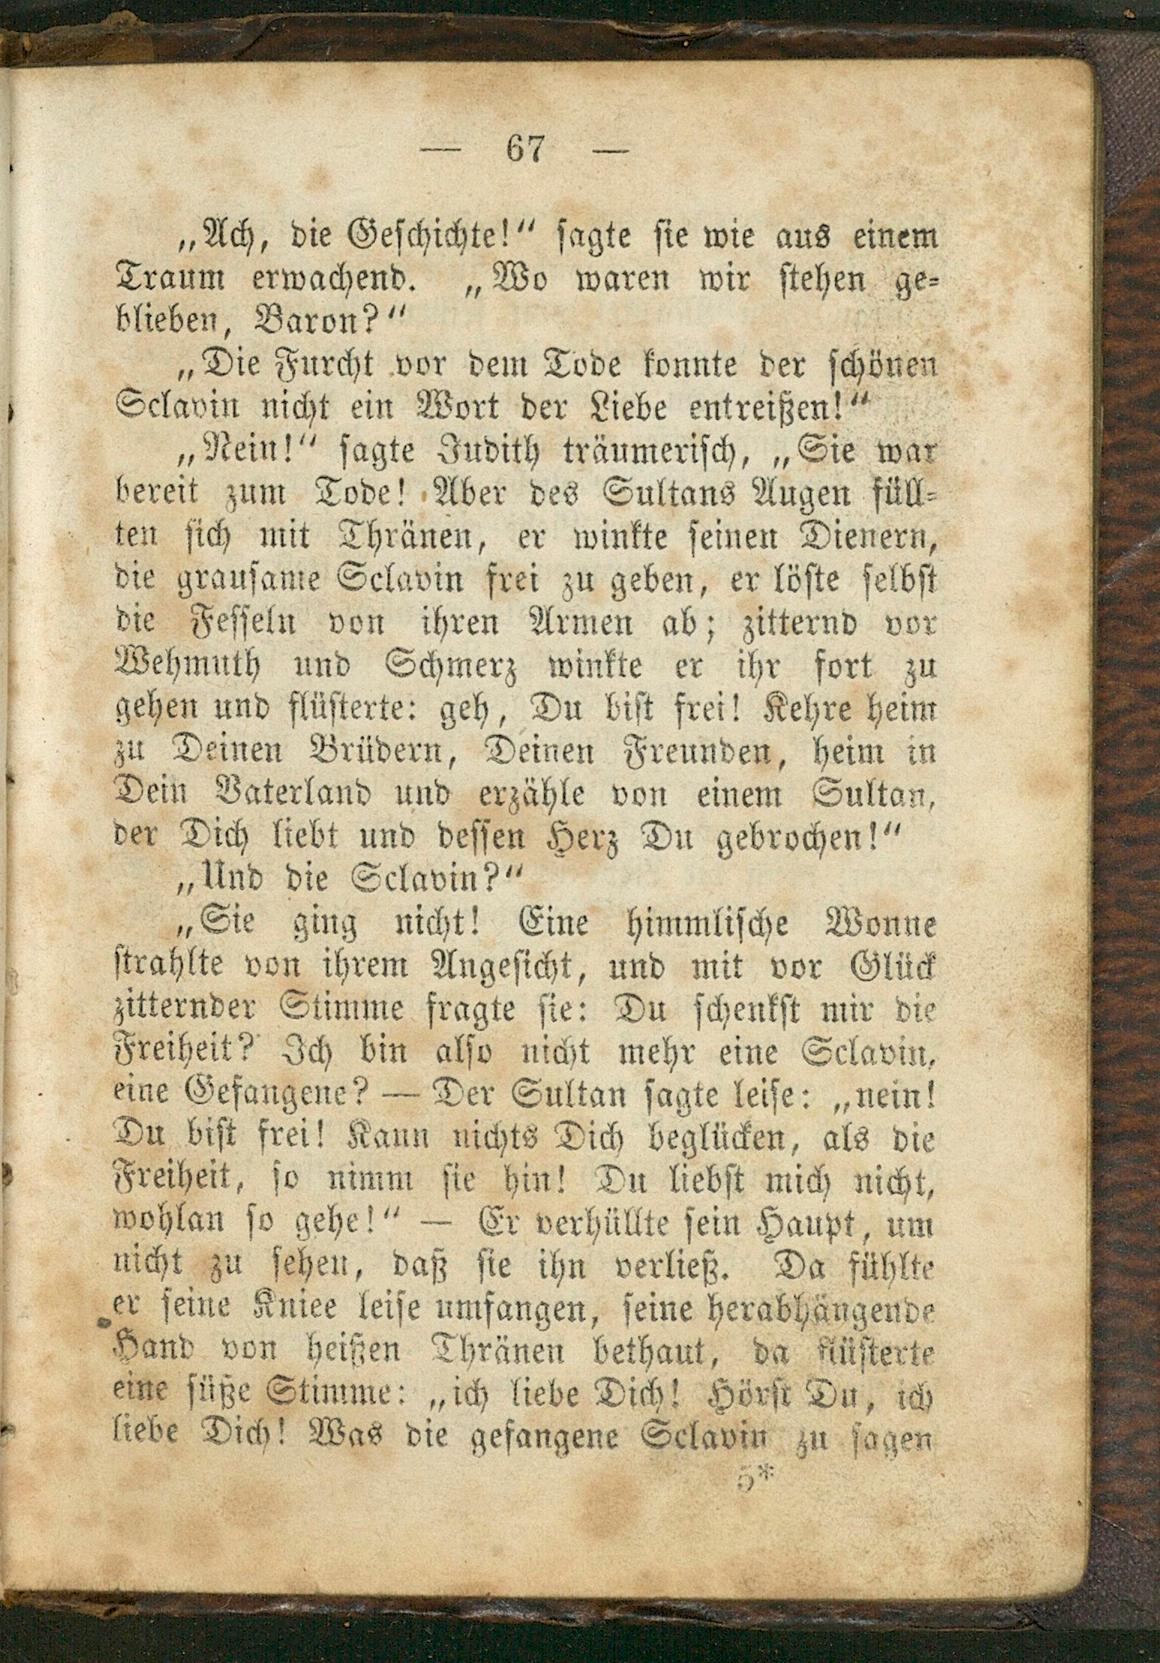 — 67 —
„Ach, die Geschichte!“ sagte sie wie aus einem
Traum erwachend. „Wo waren wir stehen ge-
blieben, Baron?“
„Die Furcht vor dem Tode konnte der schönen
Sclavin nicht ein Wort der Liebe entreißen!“
„Nein!“ sagte Judith träumerisch, „Sie war
bereit zum Tode! Aber des Sultans Augen füll-
ten sich mit Thränen, er winkte seinen Dienern,
die grausame Sclavin frei zu geben, er löste selbst
die Fesseln von ihren Armen ab; zitternd vor
Wehmuth und Schmerz winkte er ihr fort zu
gehen und flüsterte: geh, Du bist frei! Kehre heim
zu Deinen Brüdern, Deinen Freunden, heim in
Dein Vaterland und erzähle von einem Sultan,
der Dich liebt und dessen Herz Du gebrochen!“
„Und die Sclavin?“
„Sie ging nicht! Eine himmlische Wonne
strahlte von ihrem Angesicht, und mit vor Glück
zitternder Stimme fragte sie: Du schenkst mir die
Freiheit? Ich bin also nicht mehr eine Sclavin,
eine Gefangene? — Der Sultan sagte leise: „nein!
Du bist frei! Kann nichts Dich beglücken, als die
Freiheit, so nimm sie hin! Du liebst mich nicht,
wohlan so gehe!“ — Er verhüllte sein Haupt, um
nicht zu sehen, daß sie ihn verließ. Da fühlte
er seine Kniee leise umfangen, seine herabhängende
Hand von heißen Thränen bethaut, da flüsterte
eine süße Stimme: „ich liebe Dich! Hörst Du, ich
liebe Dich! Was die gefangene Sclavin zu sagen
5*